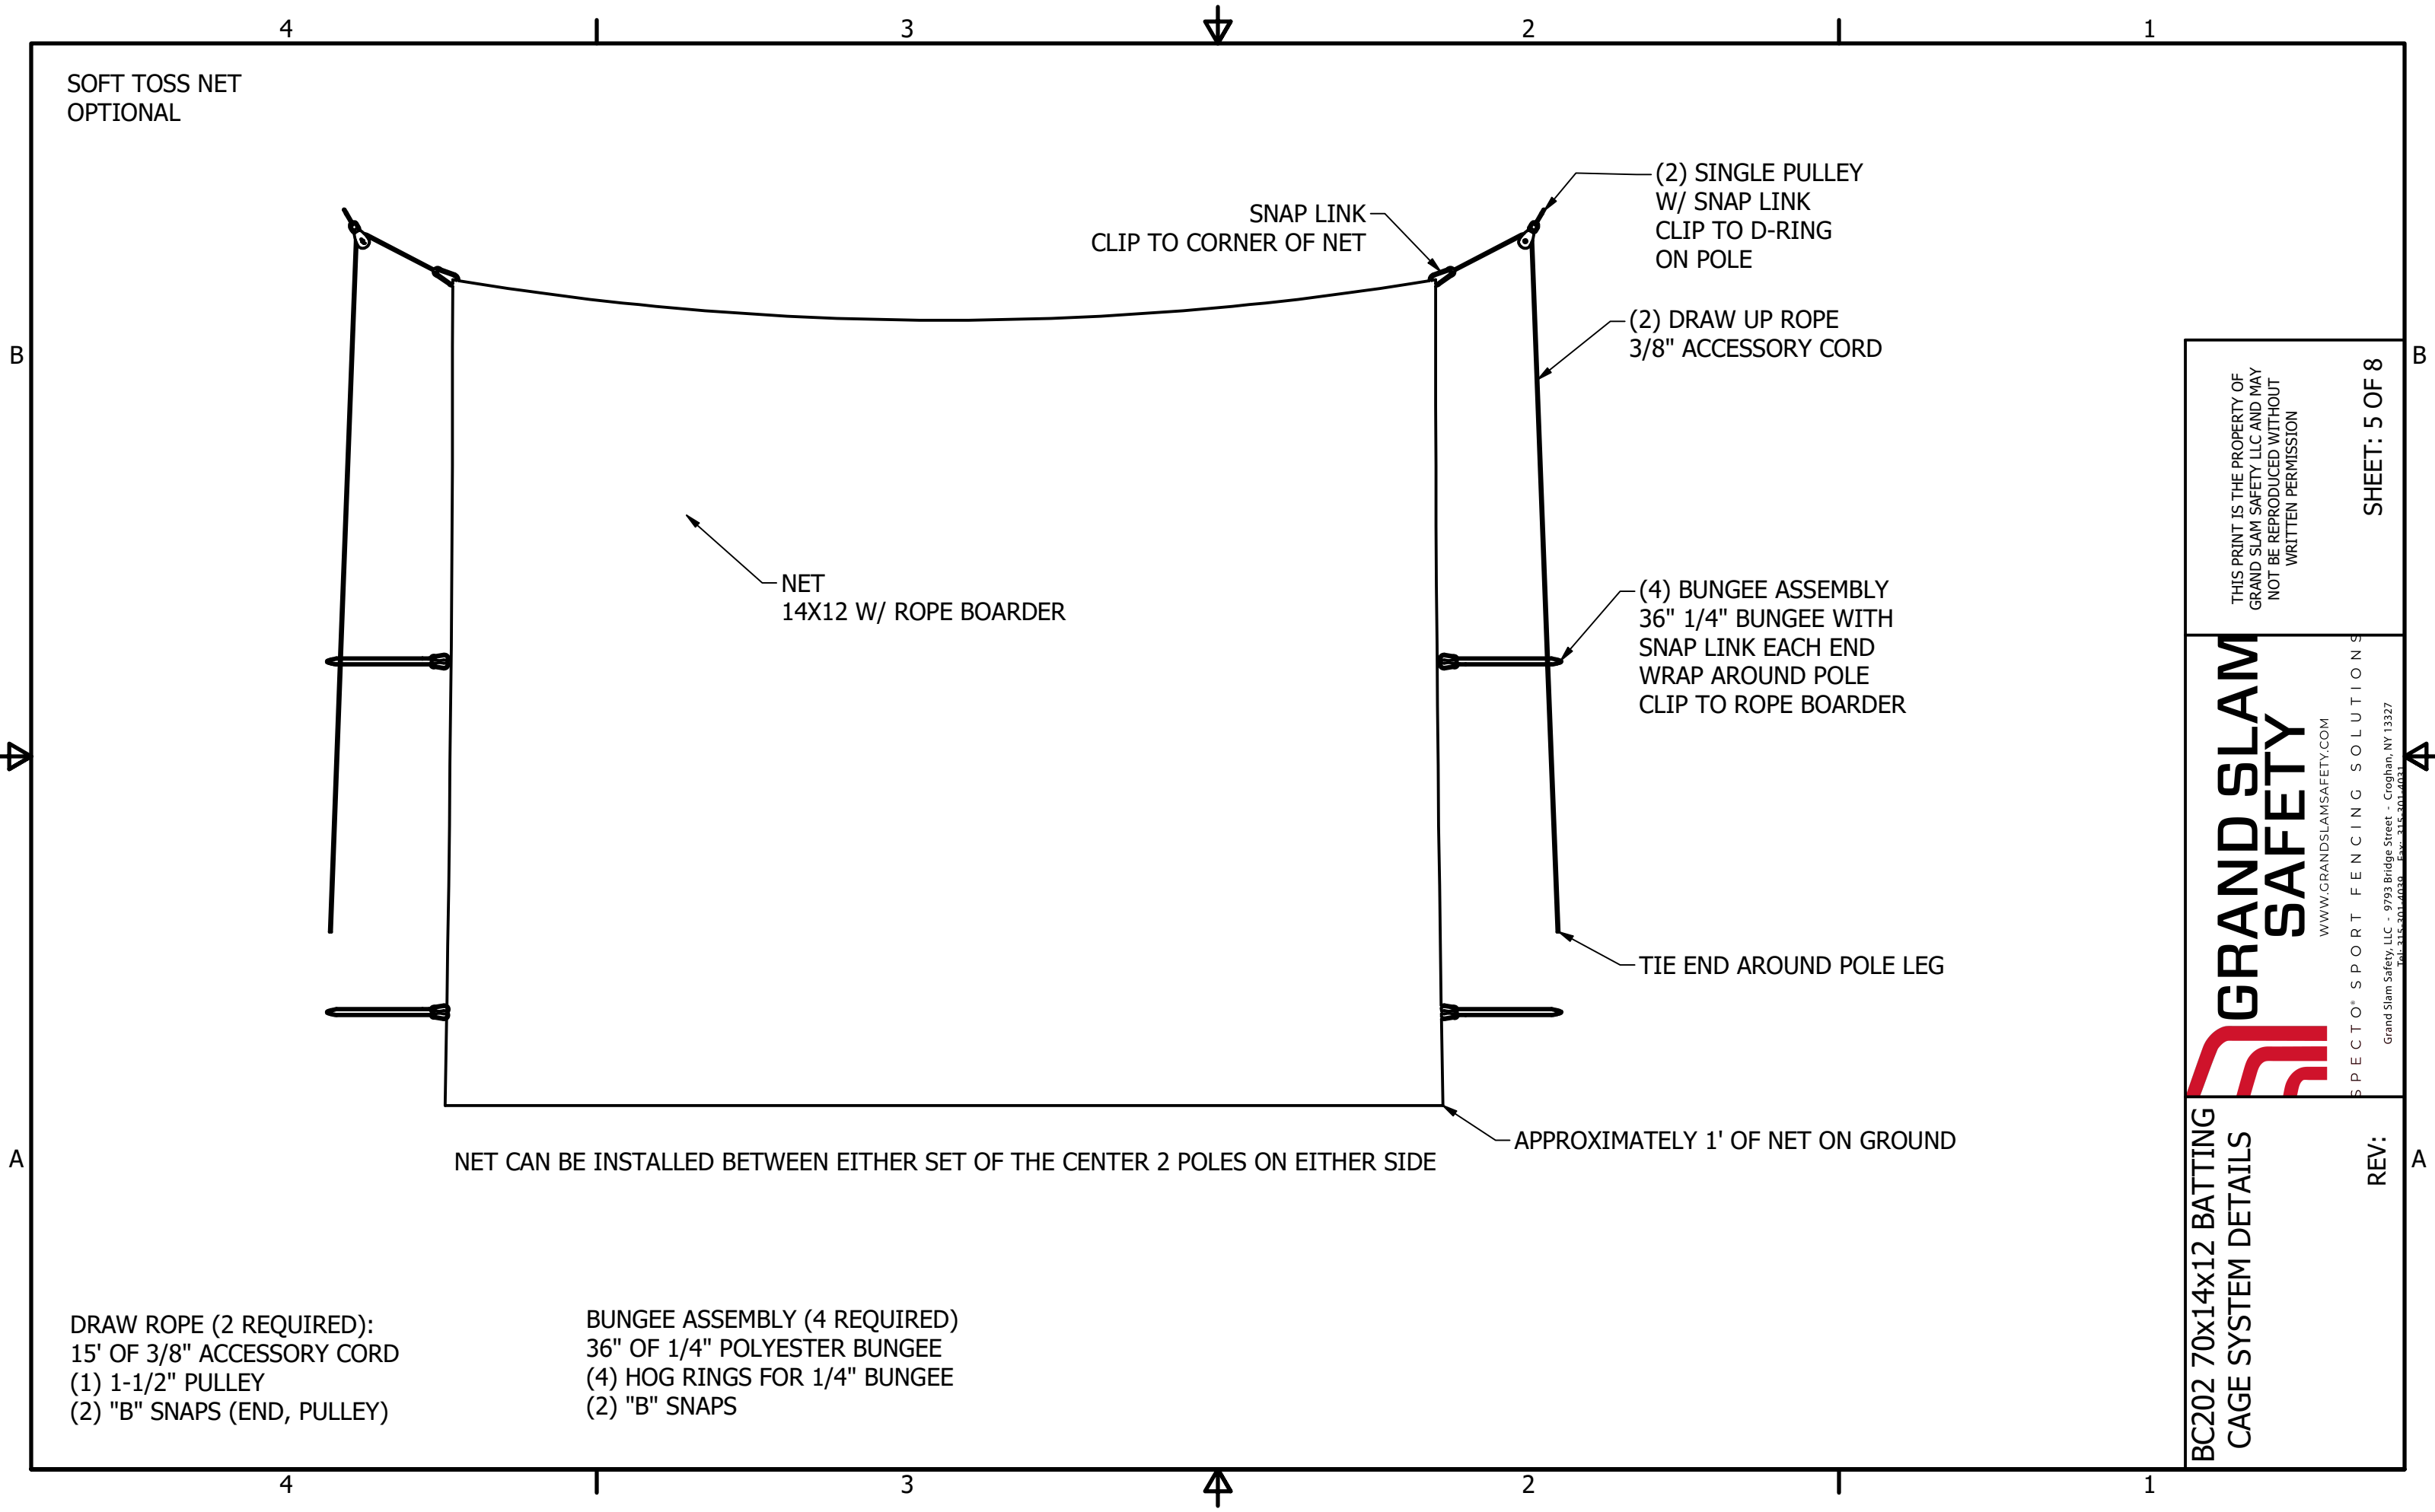 4 3 2 1
SOFT TOSS NET
OPTIONAL
SNAP LINK
CLIP TO CORNER OF NET
(2) SINGLE PULLEY
W/ SNAP LINK
CLIP TO D-RING
ON POLE
(2) DRAW UP ROPE
3/8" ACCESSORY CORD
B
B
NET
14X12 W/ ROPE BOARDER
(4) BUNGEE ASSEMBLY
36" 1/4" BUNGEE WITH
SNAP LINK EACH END
WRAP AROUND POLE
CLIP TO ROPE BOARDER
TIE END AROUND POLE LEG
APPROXIMATELY 1' OF NET ON GROUND
NET CAN BE INSTALLED BETWEEN EITHER SET OF THE CENTER 2 POLES ON EITHER SIDE
A
A
DRAW ROPE (2 REQUIRED):
15' OF 3/8" ACCESSORY CORD
(1) 1-1/2" PULLEY
(2) "B" SNAPS (END, PULLEY)
BUNGEE ASSEMBLY (4 REQUIRED)
36" OF 1/4" POLYESTER BUNGEE
(4) HOG RINGS FOR 1/4" BUNGEE
(2) "B" SNAPS
THIS PRINT IS THE PROPERTY OF
GRAND SLAM SAFETY LLC AND MAY
NOT BE REPRODUCED WITHOUT
WRITTEN PERMISSION
SHEET: 5 OF 8
GRAND SLAM
SAFETY
WWW.GRANDSLAMSAFETY.COM
SPECTO® SPORT FENCING SOLUTIONS
Grand Slam Safety, LLC - 9793 Bridge Street - Croghan, NY 13327
Tel: 315-301-4039 Fax: 315-301-4031
BC202 70x14x12 BATTING
CAGE SYSTEM DETAILS
REV:
4 3 2 1